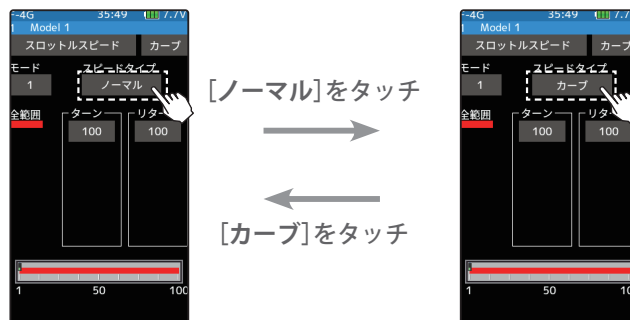 -4G 35:49 7.7V
1 Model 1
スロットルスピード カーブ
モード スピードタイプ
1 ノーマル
全範囲 ターン リター
100 100
1 50 100
[ノーマル]をタッチ
[カーブ]をタッチ
-4G 35:49 7.7
Model 1
スロットルスピード カーブ
モード スピードタイプ
1 カーブ
全範囲 ターン リター
100 100
1 50 100